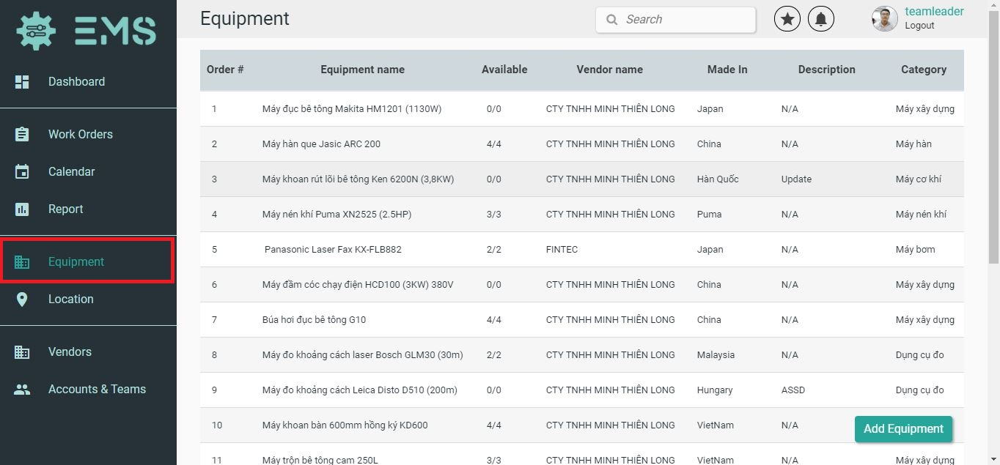 EMS
Dashboard
Work Orders
Calendar
Report
Equipment
Location
Vendors
Accounts & Teams
Equipment
Search
teamleader
Logout
Order # Equipment name Available Vendor name Made In Description Category
1 Máy đục bê tông Makita HM1201 (1130W) 0/0 CTY TNHH MINH THIÊN LONG Japan N/A Máy xây dựng
2 Máy hàn que Jasic ARC 200 4/4 CTY TNHH MINH THIÊN LONG China N/A Máy hàn
3 Máy khoan rút lõi bê tông Ken 6200N (3,8KW) 0/0 CTY TNHH MINH THIÊN LONG Hàn Quốc Update Máy cơ khí
4 Máy nén khí Puma XN2525 (2.5HP) 3/3 CTY TNHH MINH THIÊN LONG Puma N/A Máy nén khí
5 Panasonic Laser Fax KX-FLB882 2/2 FINTEC Japan N/A Máy bơm
6 Máy đầm cóc chạy điện HCD100 (3KW) 380V 0/0 CTY TNHH MINH THIÊN LONG China N/A Máy xây dựng
7 Búa hơi đục bê tông G10 4/4 CTY TNHH MINH THIÊN LONG China N/A Máy xây dựng
8 Máy đo khoảng cách laser Bosch GLM30 (30m) 2/2 CTY TNHH MINH THIÊN LONG Malaysia N/A Dụng cụ đo
9 Máy đo khoảng cách Leica Disto D510 (200m) 0/0 CTY TNHH MINH THIÊN LONG Hungary ASSD Dụng cụ đo
10 Máy khoan bàn 600mm hồng ký KD600 4/4 CTY TNHH MINH THIÊN LONG VietNam N/A
Add Equipment
11 Máy trộn bê tông cam 250L 3/3 CTY TNHH MINH THIÊN LONG VietNam N/A Máy xây dựng